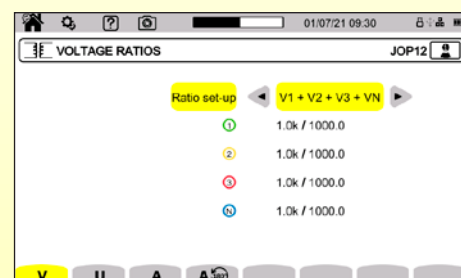 01/07/21 09:30
VOLTAGE RATIOS JOP12
Ratio set-up V1 + V2 + V3 + VN
1 1.0k / 1000.0
2 1.0k / 1000.0
3 1.0k / 1000.0
N 1.0k / 1000.0
V U A